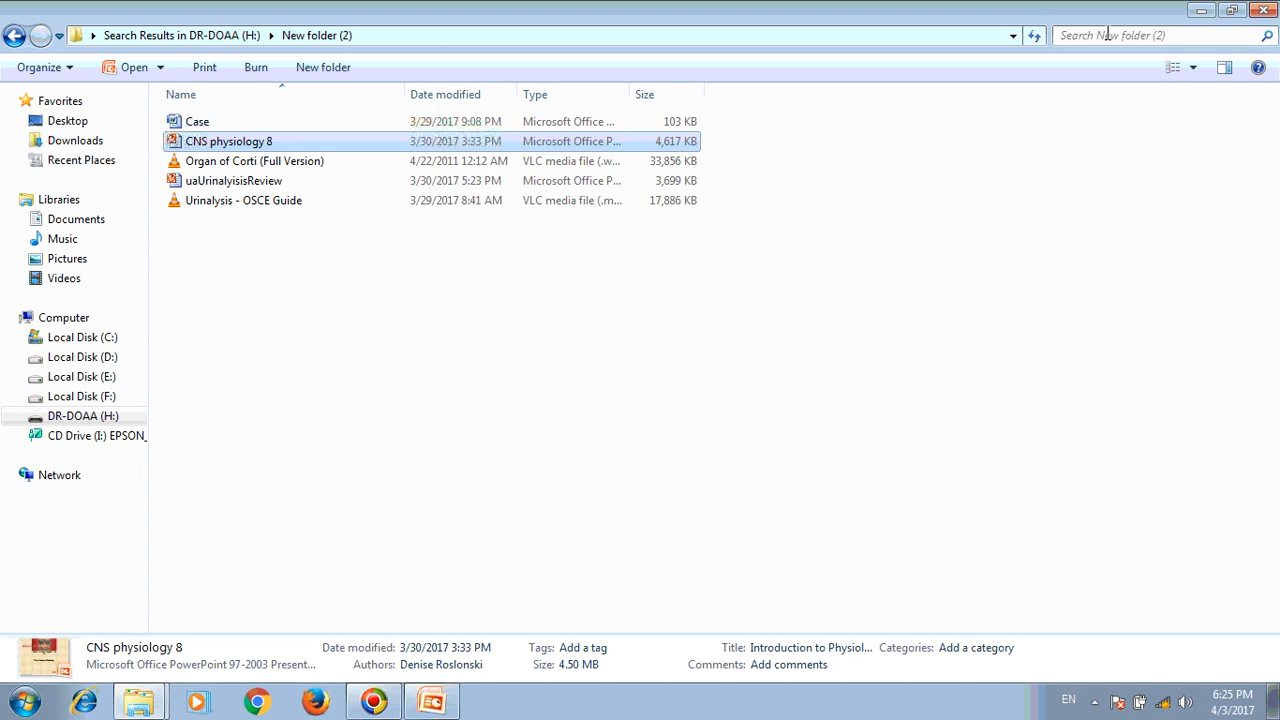 Search Results in DR-DOAA (H:) New folder (2) Search New folder (2)
Organize Open Print Burn New folder
Name Date modified Type Size
Case 3/29/2017 9:08 PM Microsoft Office ... 103 KB
CNS physiology 8 3/30/2017 3:33 PM Microsoft Office P... 4,617 KB
Organ of Corti (Full Version) 4/22/2011 12:12 AM VLC media file (.w... 33,856 KB
uaUrinalyisisReview 3/30/2017 5:23 PM Microsoft Office P... 3,699 KB
Urinalysis - OSCE Guide 3/29/2017 8:41 AM VLC media file (.m... 17,886 KB
Favorites
Desktop
Downloads
Recent Places
Libraries
Documents
Music
Pictures
Videos
Computer
Local Disk (C:)
Local Disk (D:)
Local Disk (E:)
Local Disk (F:)
DR-DOAA (H:)
CD Drive (I:) EPSON_
Network
CNS physiology 8 Date modified: 3/30/2017 3:33 PM Tags: Add a tag Title: Introduction to Physiol... Categories: Add a category
Microsoft Office PowerPoint 97-2003 Present... Authors: Denise Roslonski Size: 4.50 MB Comments: Add comments
EN 6:25 PM
4/3/2017